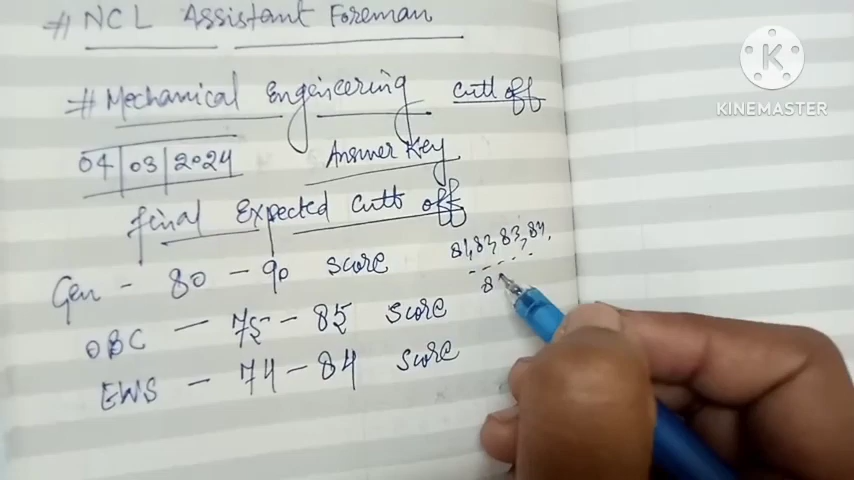 # NCL Assistant Foreman
# Mechanical Engineering Cutt off
04|03|2024 Answer Key
final Expected Cutt off
Gen - 80 - 90 score
81, 82, 83, 84,
- - - - -
8
OBC - 75 - 85 score
EWS - 74 - 84 score
K
KINEMASTER